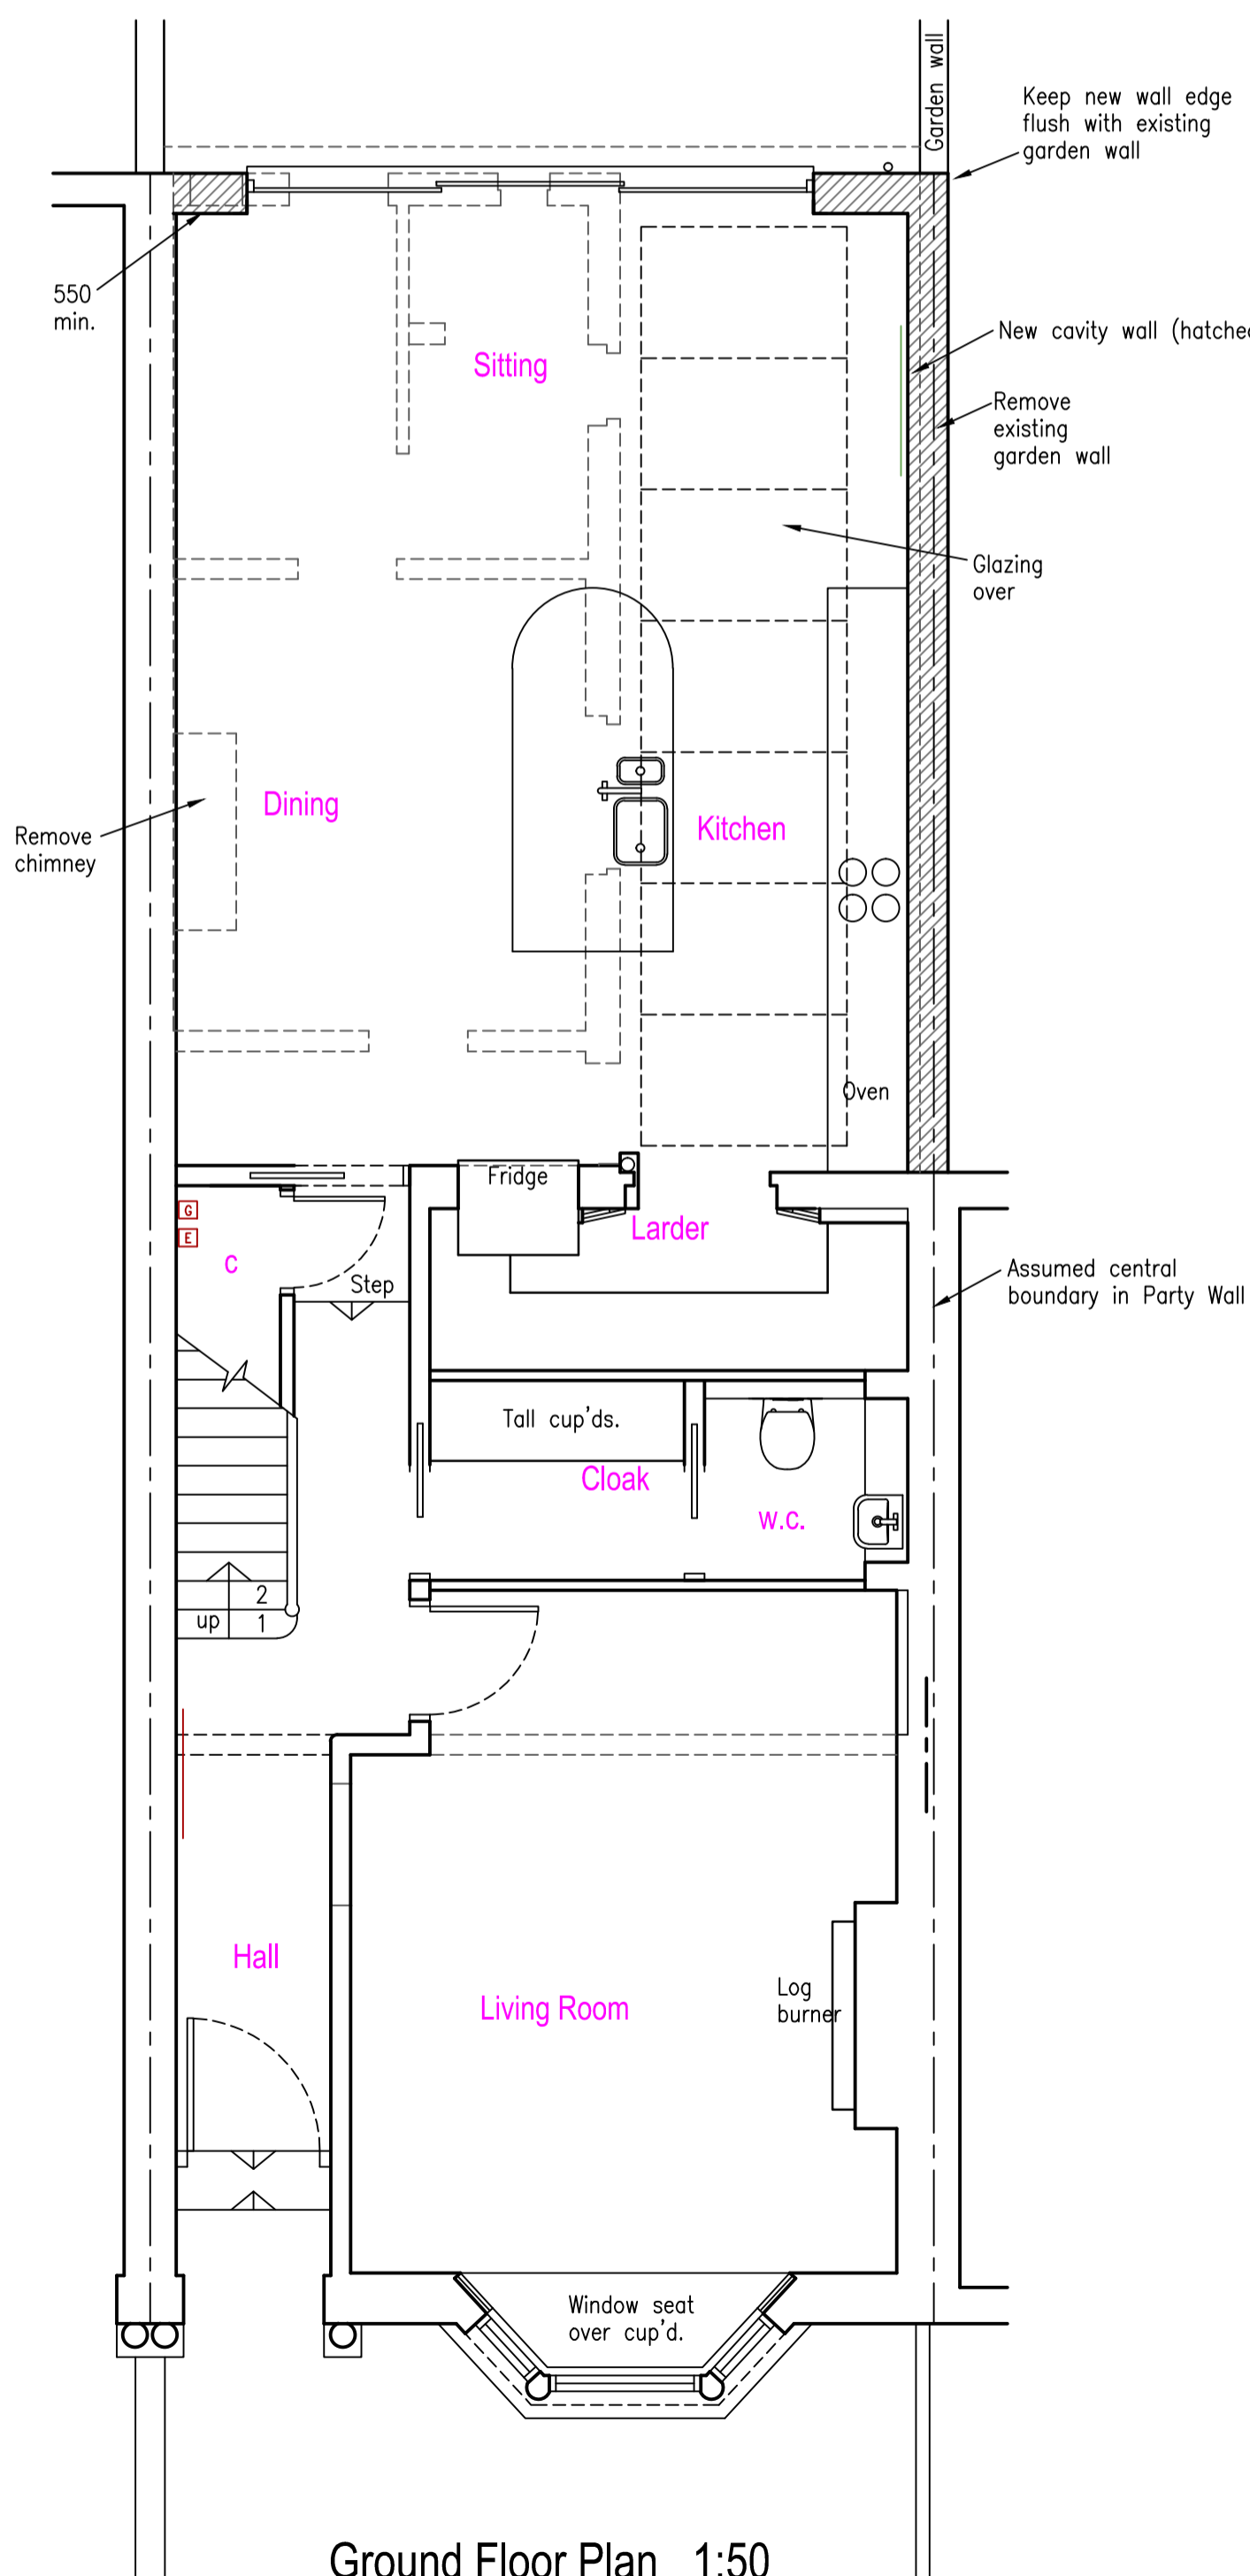 Garden wall
Keep new wall edge
flush with existing
garden wall
550
min.
New cavity wall (hatched
Sitting
Remove
existing
garden wall
Glazing
over
Dining
Kitchen
Remove
chimney
Oven
Fridge
G
E
Larder
c
Step
Assumed central
boundary in Party Wall
Tall cup'ds.
Cloak
w.c.
2
up 1
Hall
Living Room
Log
burner
Window seat
over cup'd.
Ground Floor Plan 1:50